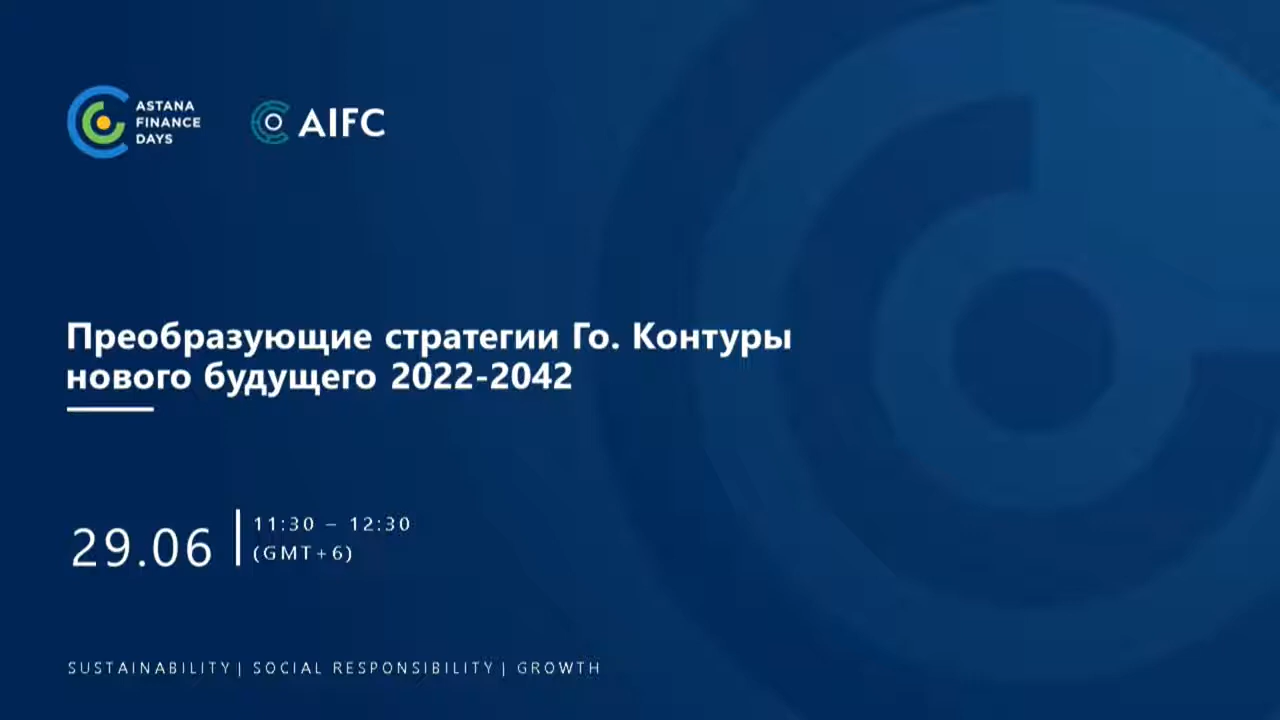 ASTANA
FINANCE
DAYS
AIFC
Преобразующие стратегии Го. Контуры
нового будущего 2022-2042
29.06
11:30 – 12:30
(GMT+6)
SUSTAINABILITY | SOCIAL RESPONSIBILITY | GROWTH